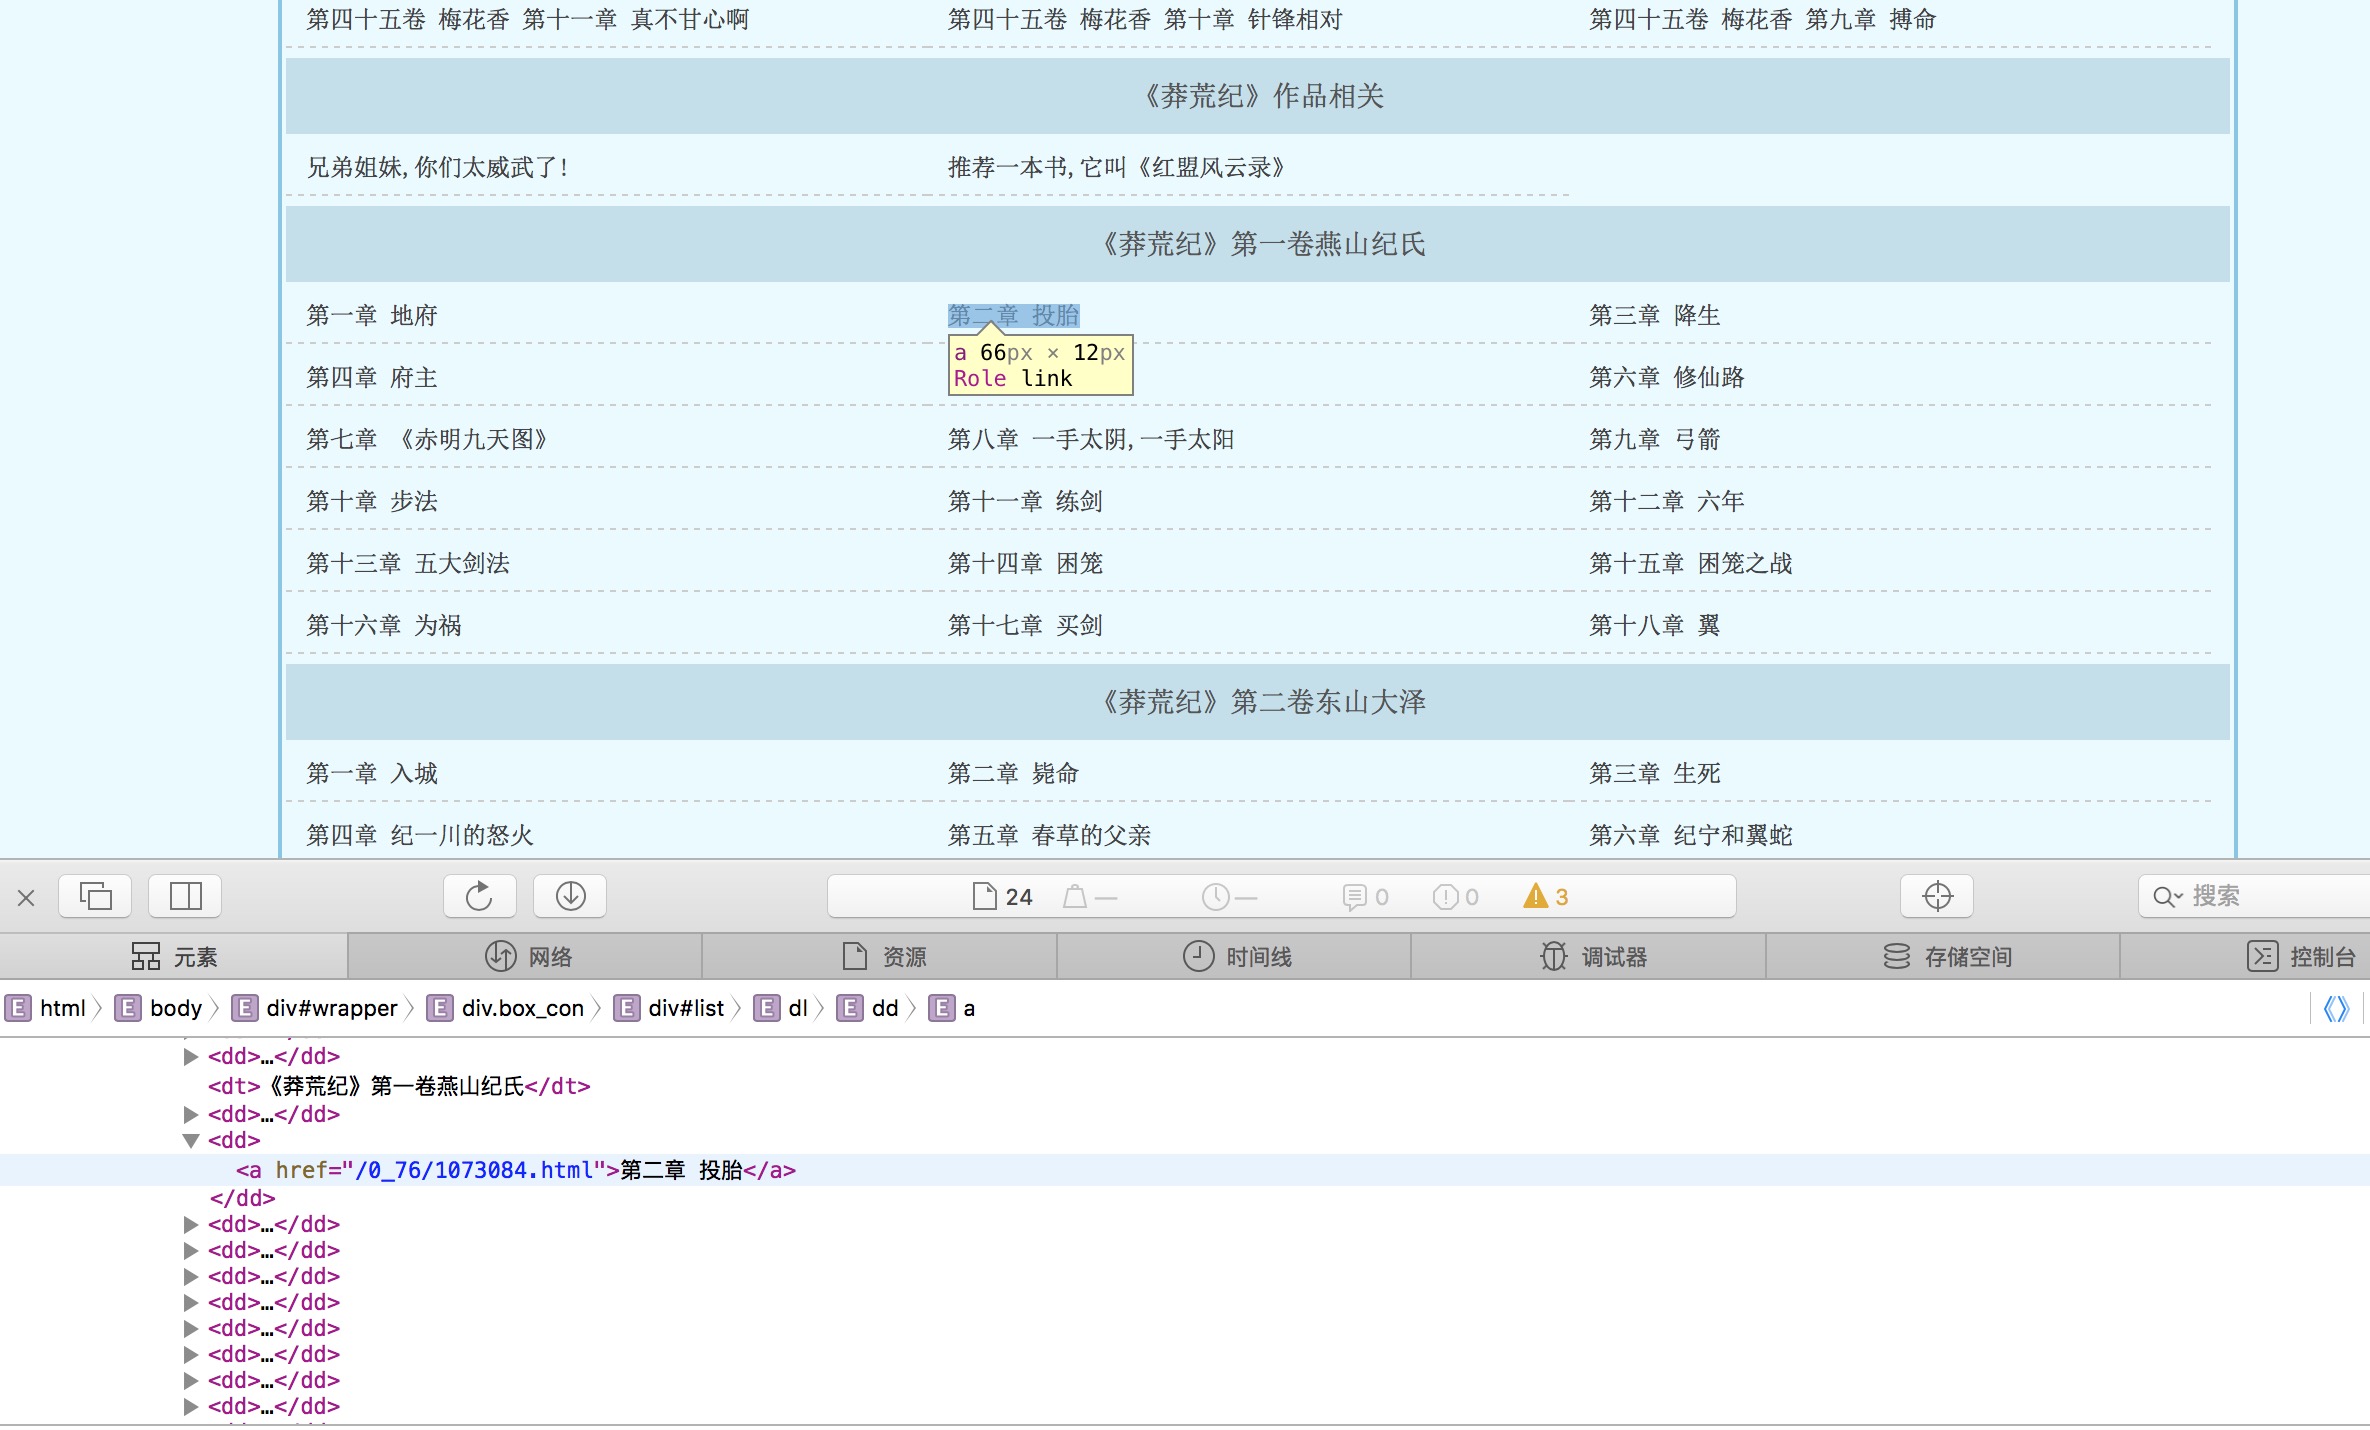 第四十五卷 梅花香 第十一章 真不甘心啊 第四十五卷 梅花香 第十章 针锋相对 第四十五卷 梅花香 第九章 搏命
《莽荒纪》作品相关
兄弟姐妹,你们太威武了! 推荐一本书,它叫《红盟风云录》
《莽荒纪》第一卷燕山纪氏
第一章 地府 第二章 投胎 第三章 降生
a 66px × 12px
Role link
第四章 府主 第六章 修仙路
第七章 《赤明九天图》 第八章 一手太阴,一手太阳 第九章 弓箭
第十章 步法 第十一章 练剑 第十二章 六年
第十三章 五大剑法 第十四章 困笼 第十五章 困笼之战
第十六章 为祸 第十七章 买剑 第十八章 翼
《莽荒纪》第二卷东山大泽
第一章 入城 第二章 毙命 第三章 生死
第四章 纪一川的怒火 第五章 春草的父亲 第六章 纪宁和翼蛇
24 — — 0 0 3 搜索
元素 网络 资源 时间线 调试器 存储空间 控制台
E html E body E div#wrapper E div.box_con E div#list E dl E dd E a
<dd>…</dd>
<dt>《莽荒纪》第一卷燕山纪氏</dt>
<dd>…</dd>
<dd>
<a href="/0_76/1073084.html">第二章 投胎</a>
</dd>
<dd>…</dd>
<dd>…</dd>
<dd>…</dd>
<dd>…</dd>
<dd>…</dd>
<dd>…</dd>
<dd>…</dd>
<dd>…</dd>